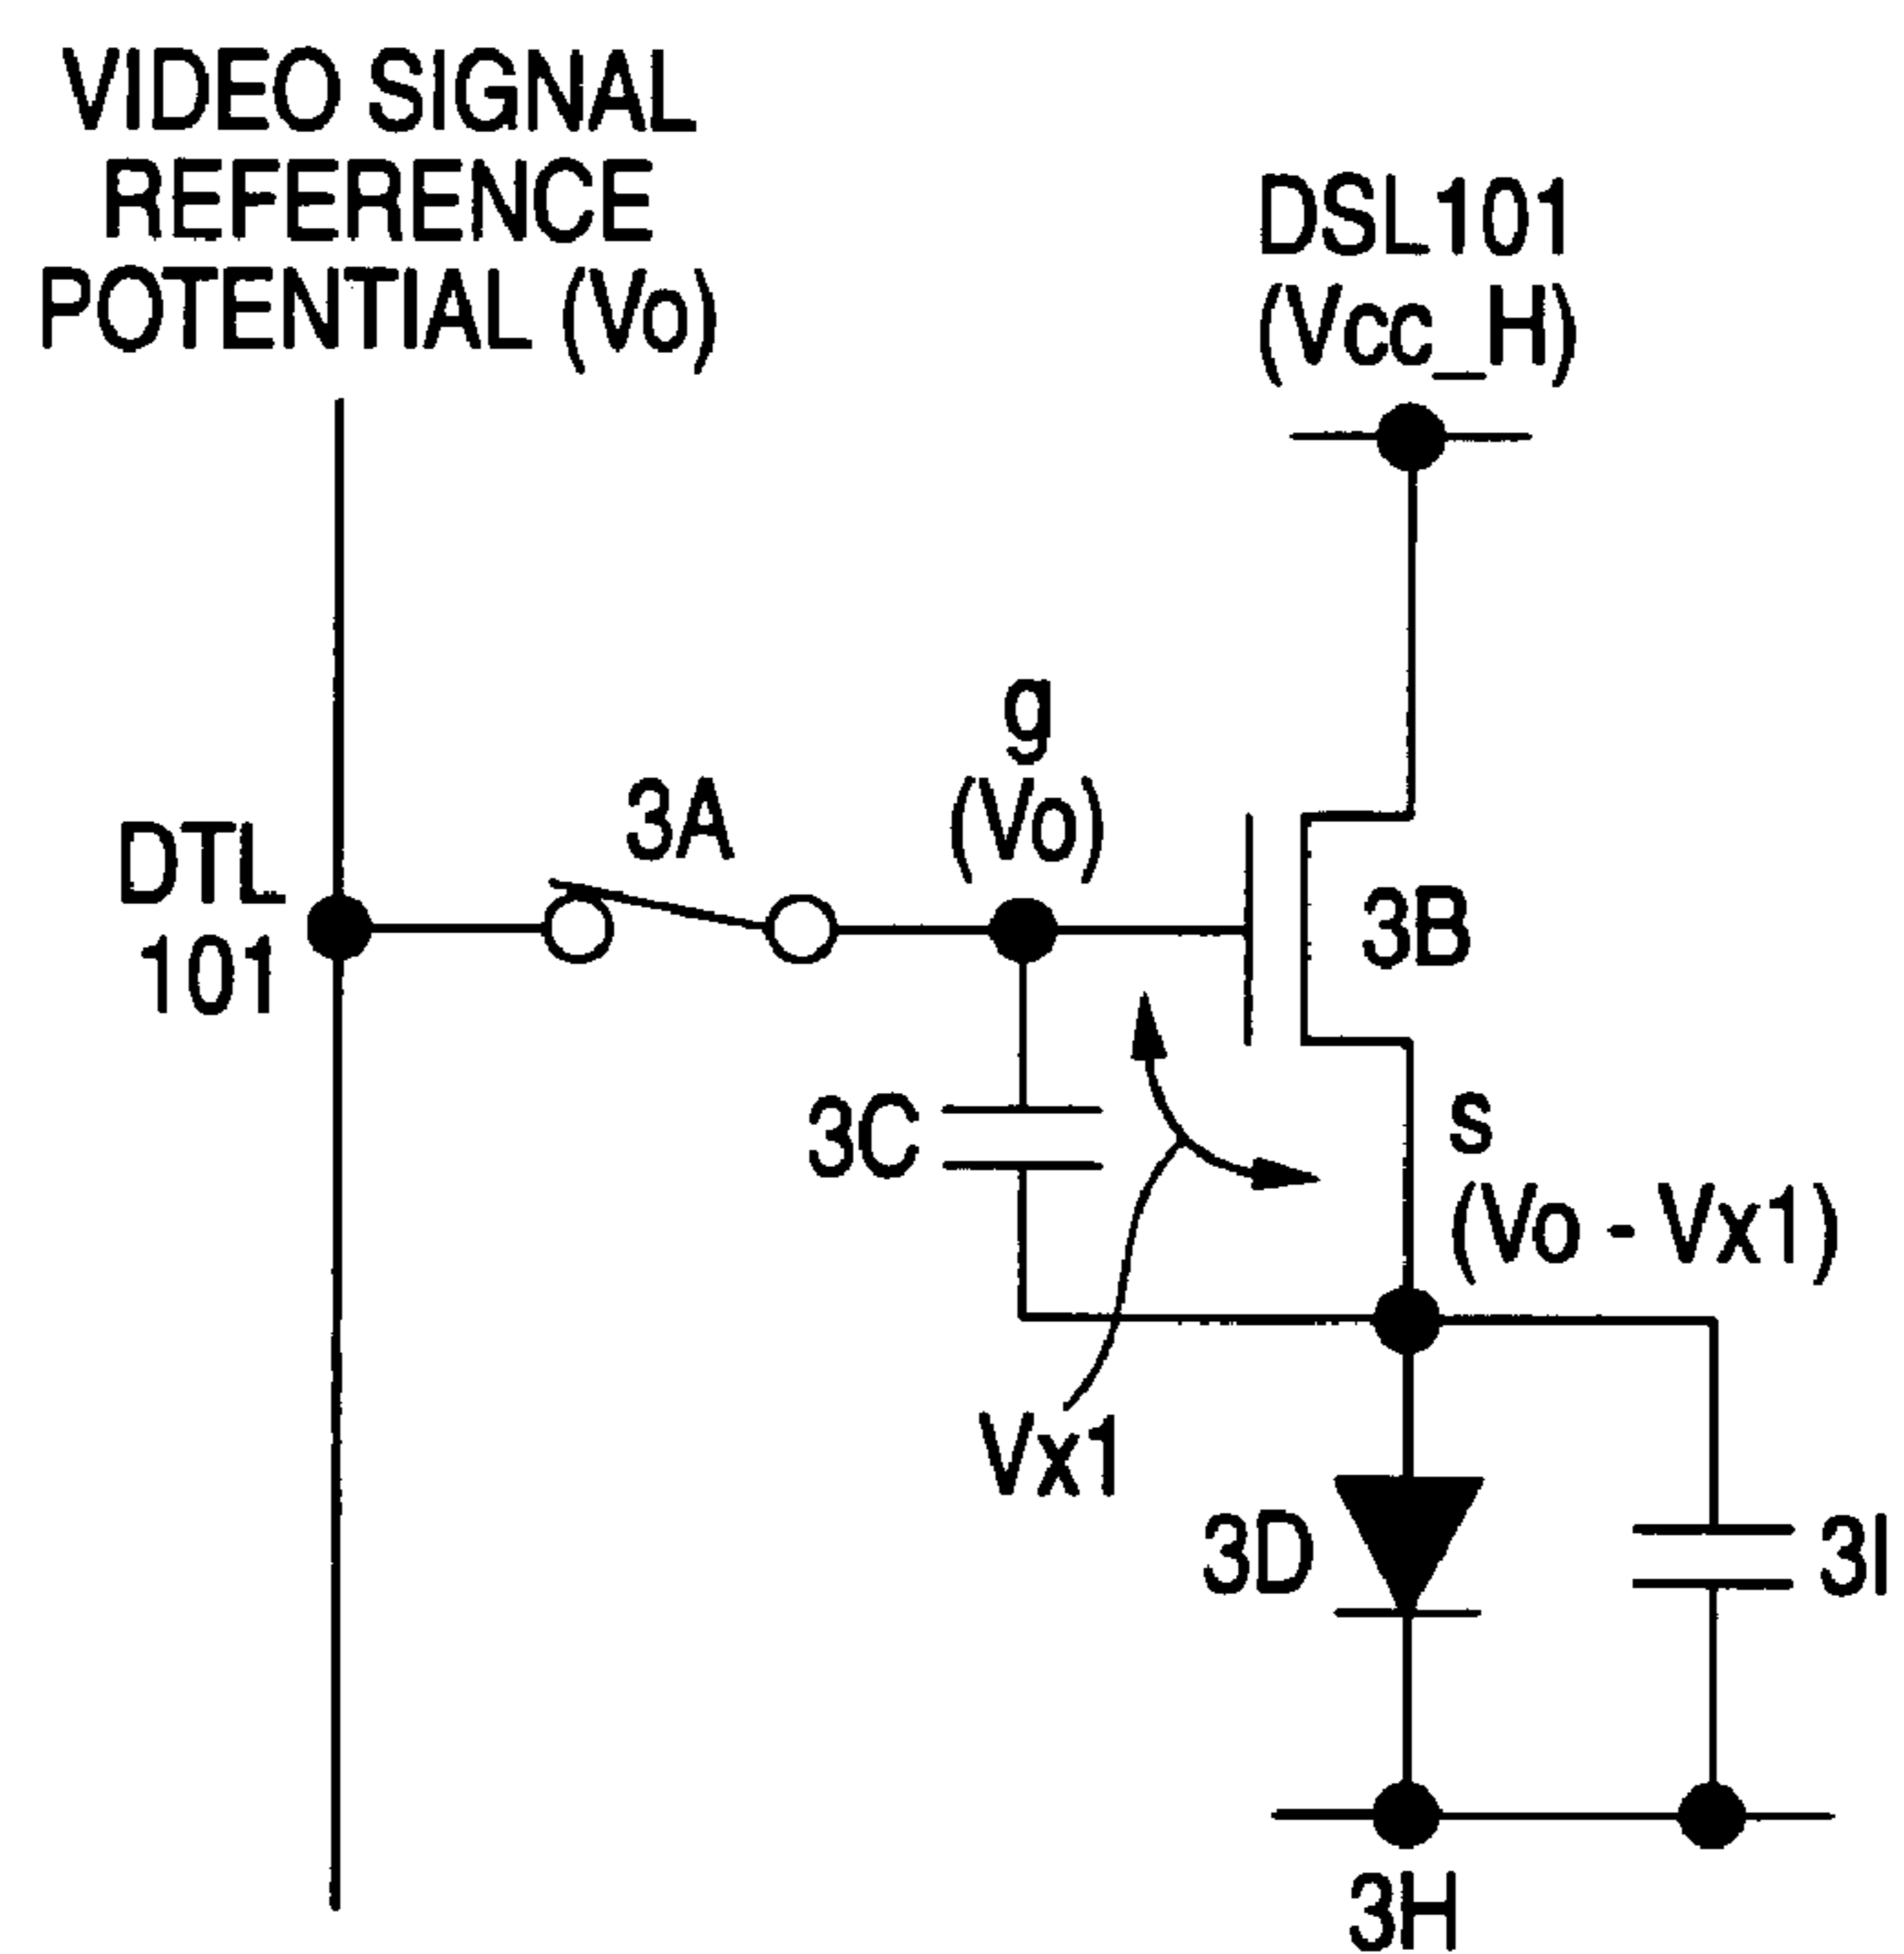 VIDEO SIGNAL
REFERENCE
POTENTIAL (Vo)
DSL101
(Vcc_H)
g
(Vo)
3A
DTL
101
3B
3C
s
(Vo - Vx1)
Vx1
3D
3I
3H